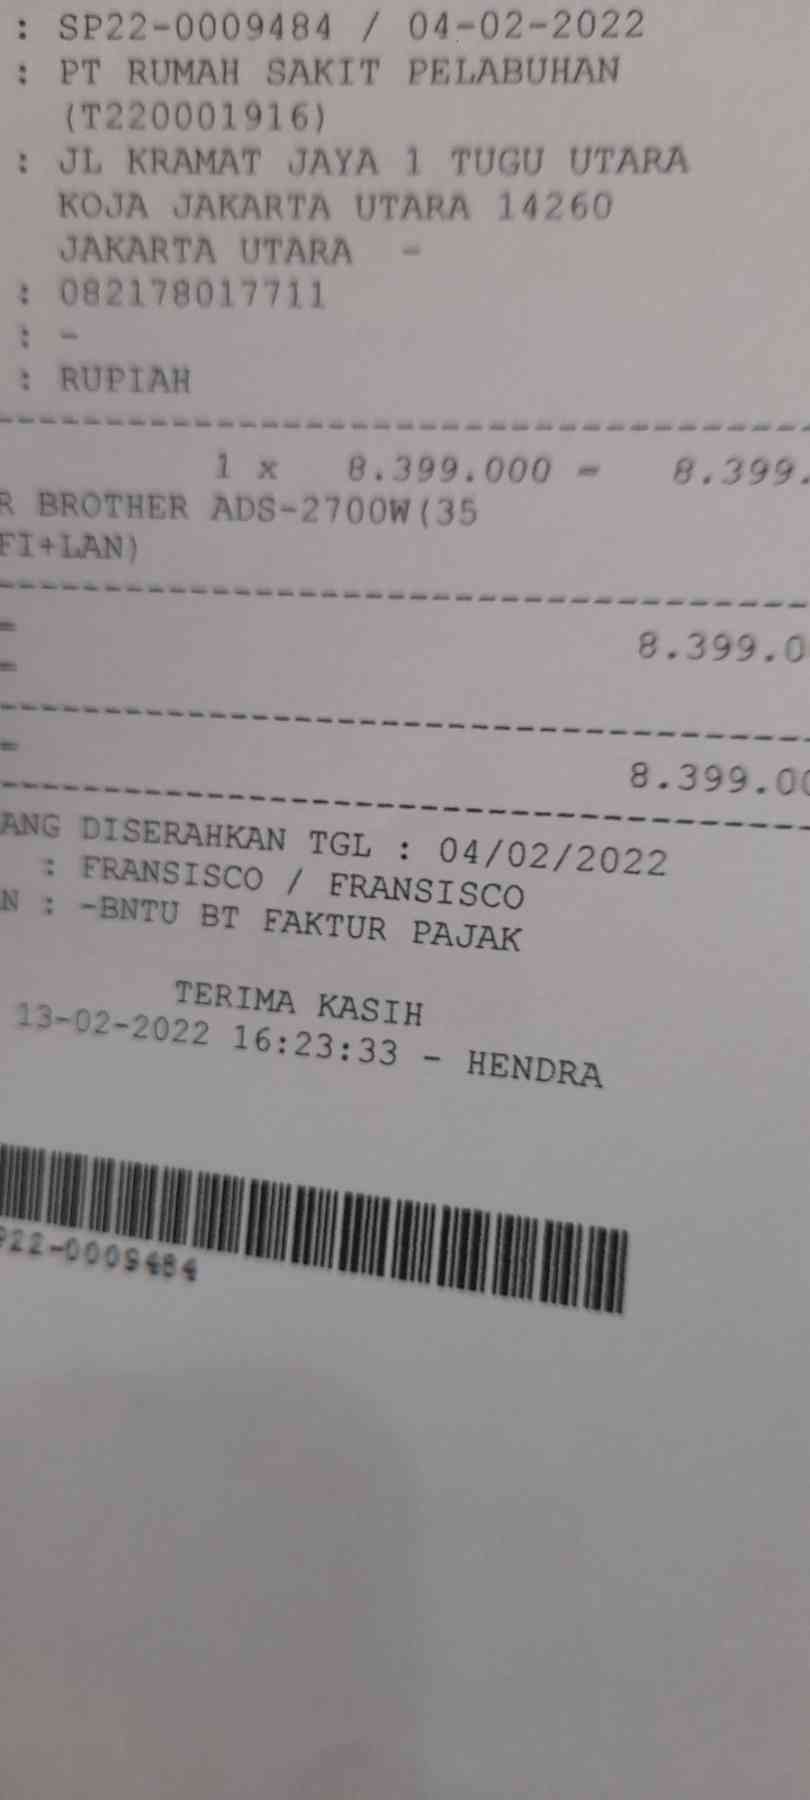 : SP22-0009484 / 04-02-2022
: PT RUMAH SAKIT PELABUHAN
(T220001916)
: JL KRAMAT JAYA 1 TUGU UTARA
KOJA JAKARTA UTARA 14260
JAKARTA UTARA -
: 082178017711
: -
: RUPIAH
1 x 8.399.000 = 8.399.
R BROTHER ADS-2700W(35
FI+LAN)
= 8.399.0
=
= 8.399.00
ANG DISERAHKAN TGL : 04/02/2022
: FRANSISCO / FRANSISCO
N : -BNTU BT FAKTUR PAJAK
TERIMA KASIH
13-02-2022 16:23:33 - HENDRA
P22-0009484